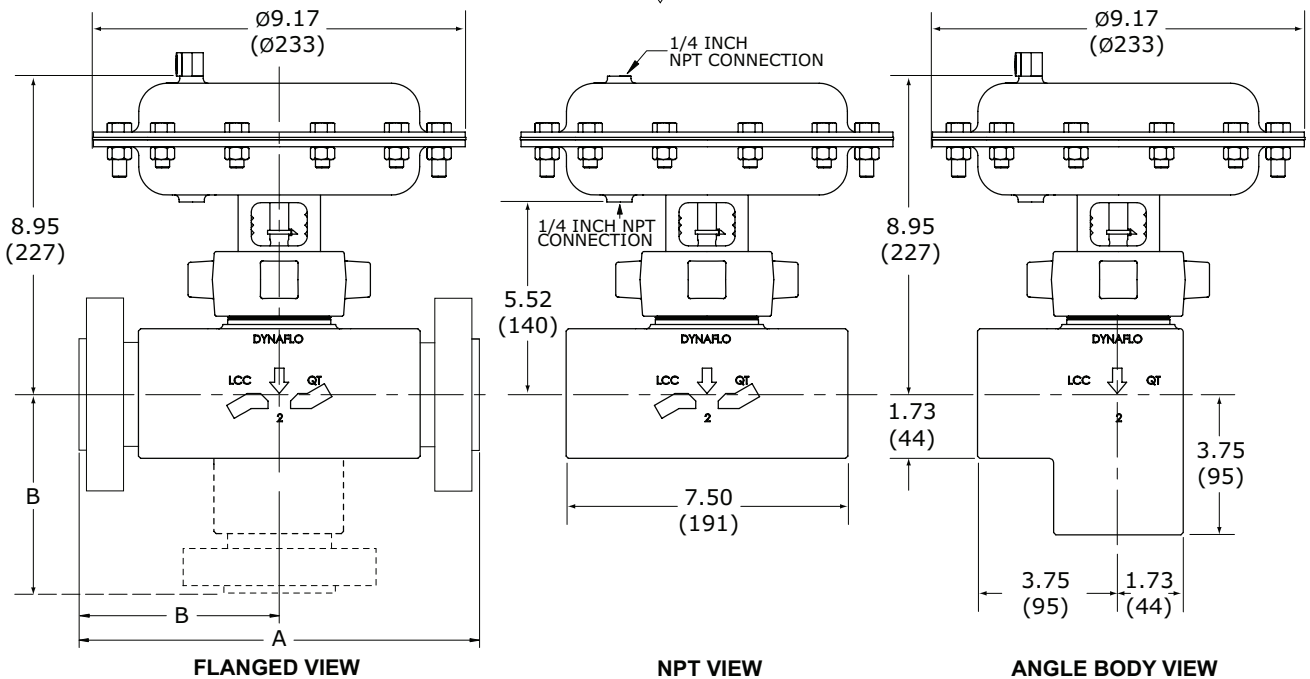 Ø9.17
(Ø233)
8.95
(227)
DYNAFLO
LCC
QT
2
B
B
A
FLANGED VIEW
1/4 INCH
NPT CONNECTION
1/4 INCH NPT
CONNECTION
5.52
(140)
DYNAFLO
LCC
QT
2
7.50
(191)
NPT VIEW
Ø9.17
(Ø233)
8.95
(227)
DYNAFLO
LCC
QT
2
1.73
(44)
3.75
(95)
3.75
(95)
1.73
(44)
ANGLE BODY VIEW